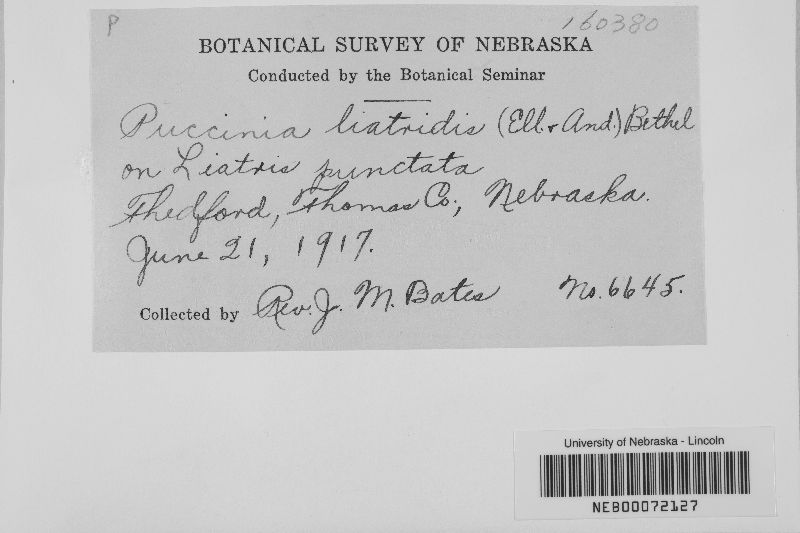 P
160380
BOTANICAL SURVEY OF NEBRASKA
Conducted by the Botanical Seminar
Puccinia liatridis (Ell. & And.) Bethel
on Liatris punctata
Thedford, Thomas Co., Nebraska.
June 21, 1917.
Collected by Rev. J. M. Bates No. 6645.
University of Nebraska - Lincoln
NEB00072127